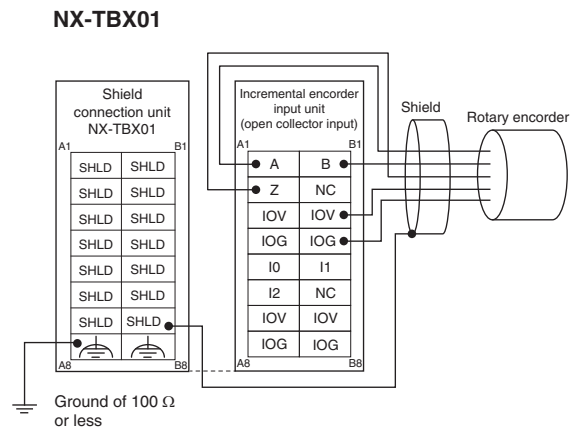 NX-TBX01
Shield
connection unit
NX-TBX01
A1 B1
SHLD SHLD
SHLD SHLD
SHLD SHLD
SHLD SHLD
SHLD SHLD
SHLD SHLD
SHLD SHLD
A8 B8
Ground of 100 Ω
or less
Incremental encorder
input unit
(open collector input)
A1 B1
A B
Z NC
IOV IOV
IOG IOG
I0 I1
I2 NC
IOV IOV
IOG IOG
A8 B8
Shield
Rotary encorder